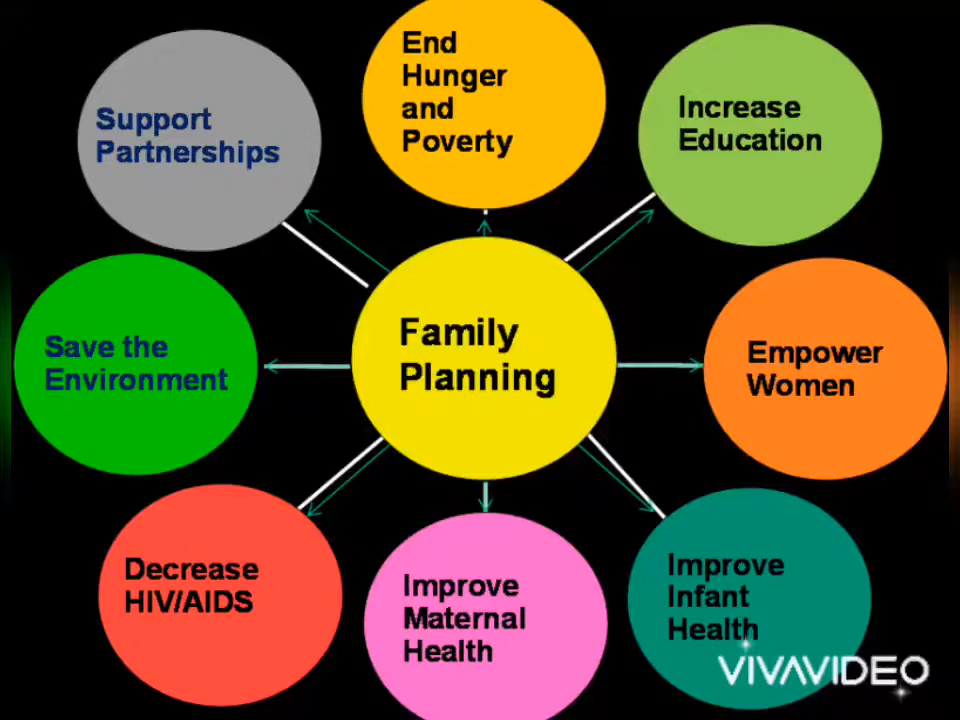 Support
Partnerships
End
Hunger
and
Poverty
Increase
Education
Save the
Environment
Family
Planning
Empower
Women
Decrease
HIV/AIDS
Improve
Maternal
Health
Improve
Infant
Health
VIVAVIDEO